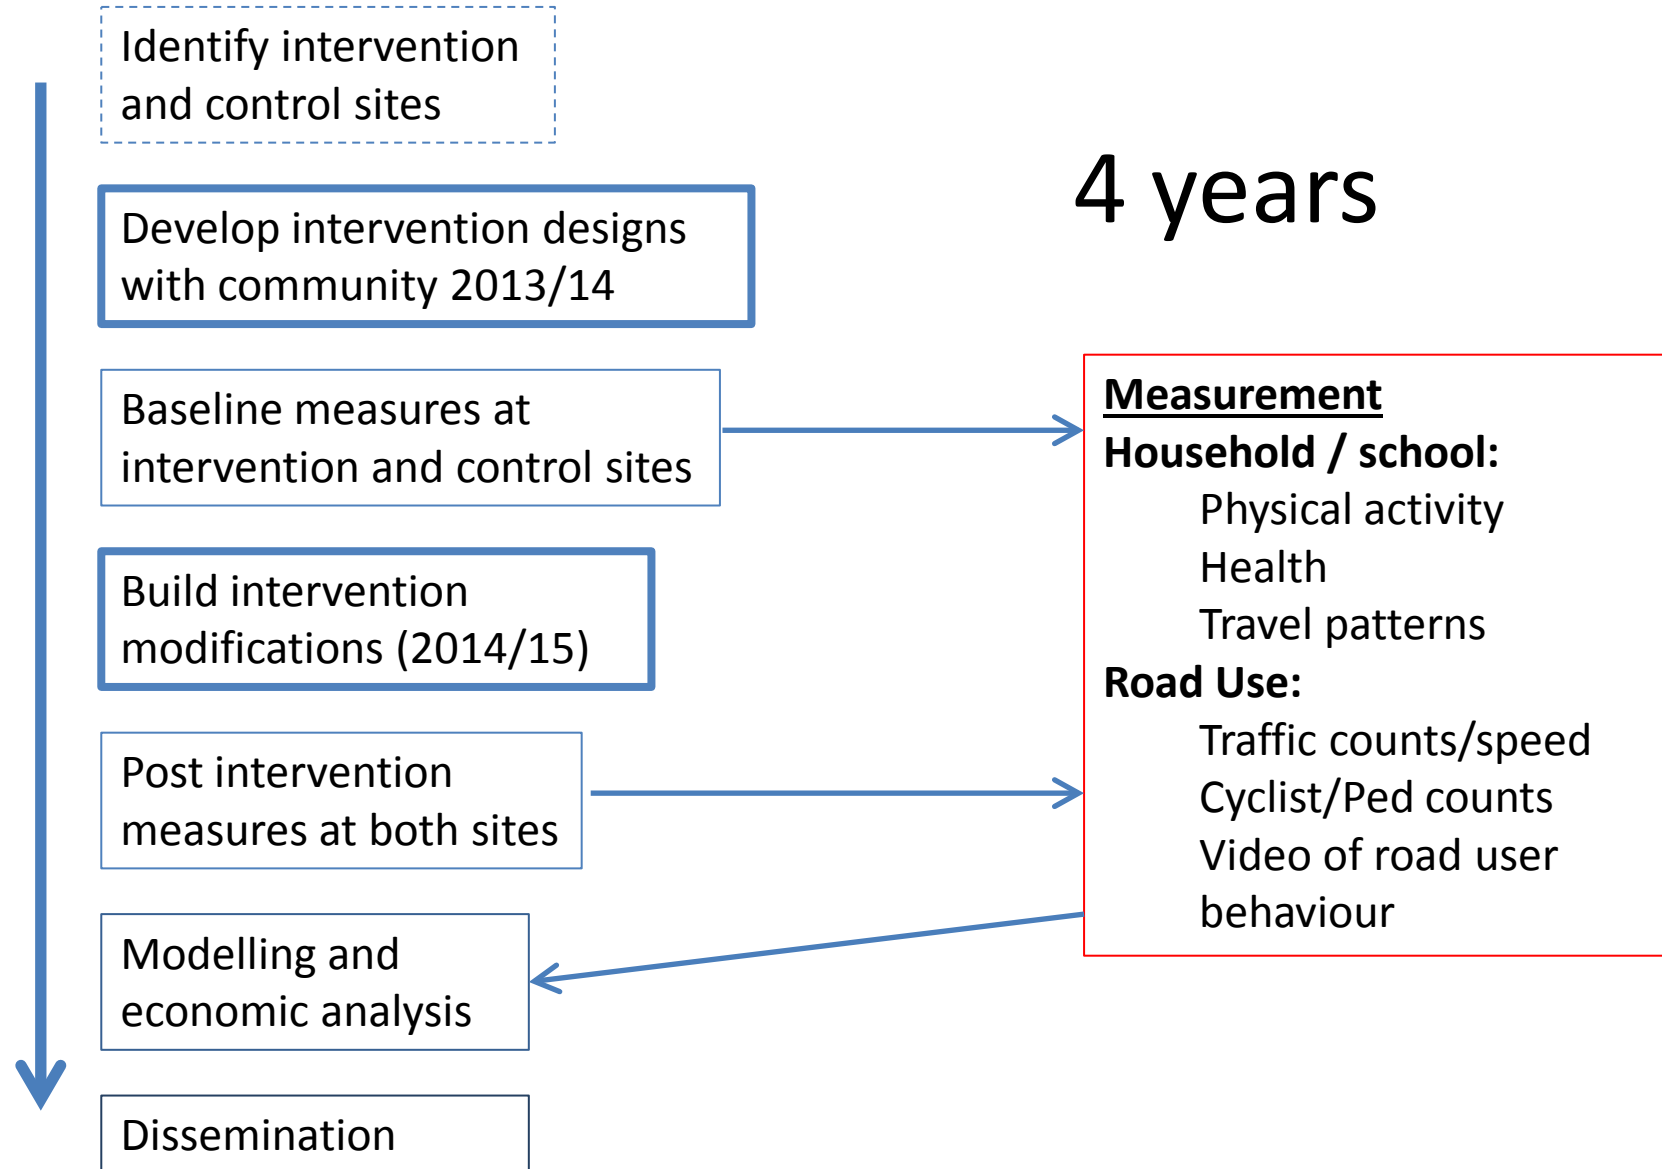 Identify intervention
and control sites
4 years
Develop intervention designs
with community 2013/14
Baseline measures at
intervention and control sites
Build intervention
modifications (2014/15)
Post intervention
measures at both sites
Modelling and
economic analysis
Dissemination
Measurement
Household / school:
Physical activity
Health
Travel patterns
Road Use:
Traffic counts/speed
Cyclist/Ped counts
Video of road user
behaviour